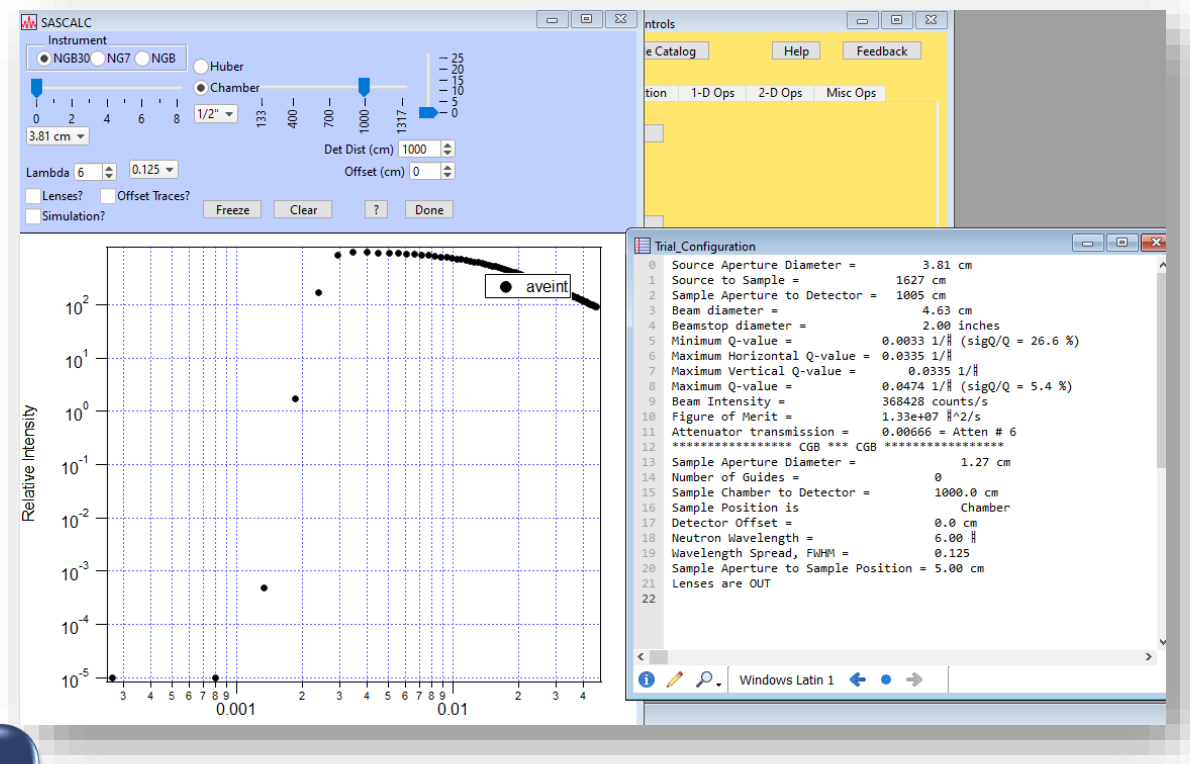 SASCALC
Instrument
NGB30 NG7 NGB
Huber
Chamber
25
20
15
10
5
0
0 2 4 6 8
1/2"
133 400 700 1000 1317
3.81 cm
Det Dist (cm) 1000
Lambda 6 0.125
Offset (cm) 0
Lenses? Offset Traces?
Simulation?
Freeze Clear ? Done
ntrols
e Catalog Help Feedback
tion 1-D Ops 2-D Ops Misc Ops
aveint
Relative Intensity
10^2
10^1
10^0
10^-1
10^-2
10^-3
10^-4
10^-5
3 4 5 6 7 8 9 2 3 4 5 6 7 8 9 2 3 4
0.001 0.01
Trial_Configuration
0 Source Aperture Diameter = 3.81 cm
1 Source to Sample = 1627 cm
2 Sample Aperture to Detector = 1005 cm
3 Beam diameter = 4.63 cm
4 Beamstop diameter = 2.00 inches
5 Minimum Q-value = 0.0033 1/ (sigQ/Q = 26.6 %)
6 Maximum Horizontal Q-value = 0.0335 1/
7 Maximum Vertical Q-value = 0.0335 1/
8 Maximum Q-value = 0.0474 1/ (sigQ/Q = 5.4 %)
9 Beam Intensity = 368428 counts/s
10 Figure of Merit = 1.33e+07 ^2/s
11 Attenuator transmission = 0.00666 = Atten # 6
12 ***************** CGB *** CGB *****************
13 Sample Aperture Diameter = 1.27 cm
14 Number of Guides = 0
15 Sample Chamber to Detector = 1000.0 cm
16 Sample Position is Chamber
17 Detector Offset = 0.0 cm
18 Neutron Wavelength = 6.00
19 Wavelength Spread, FWHM = 0.125
20 Sample Aperture to Sample Position = 5.00 cm
21 Lenses are OUT
22
Windows Latin 1